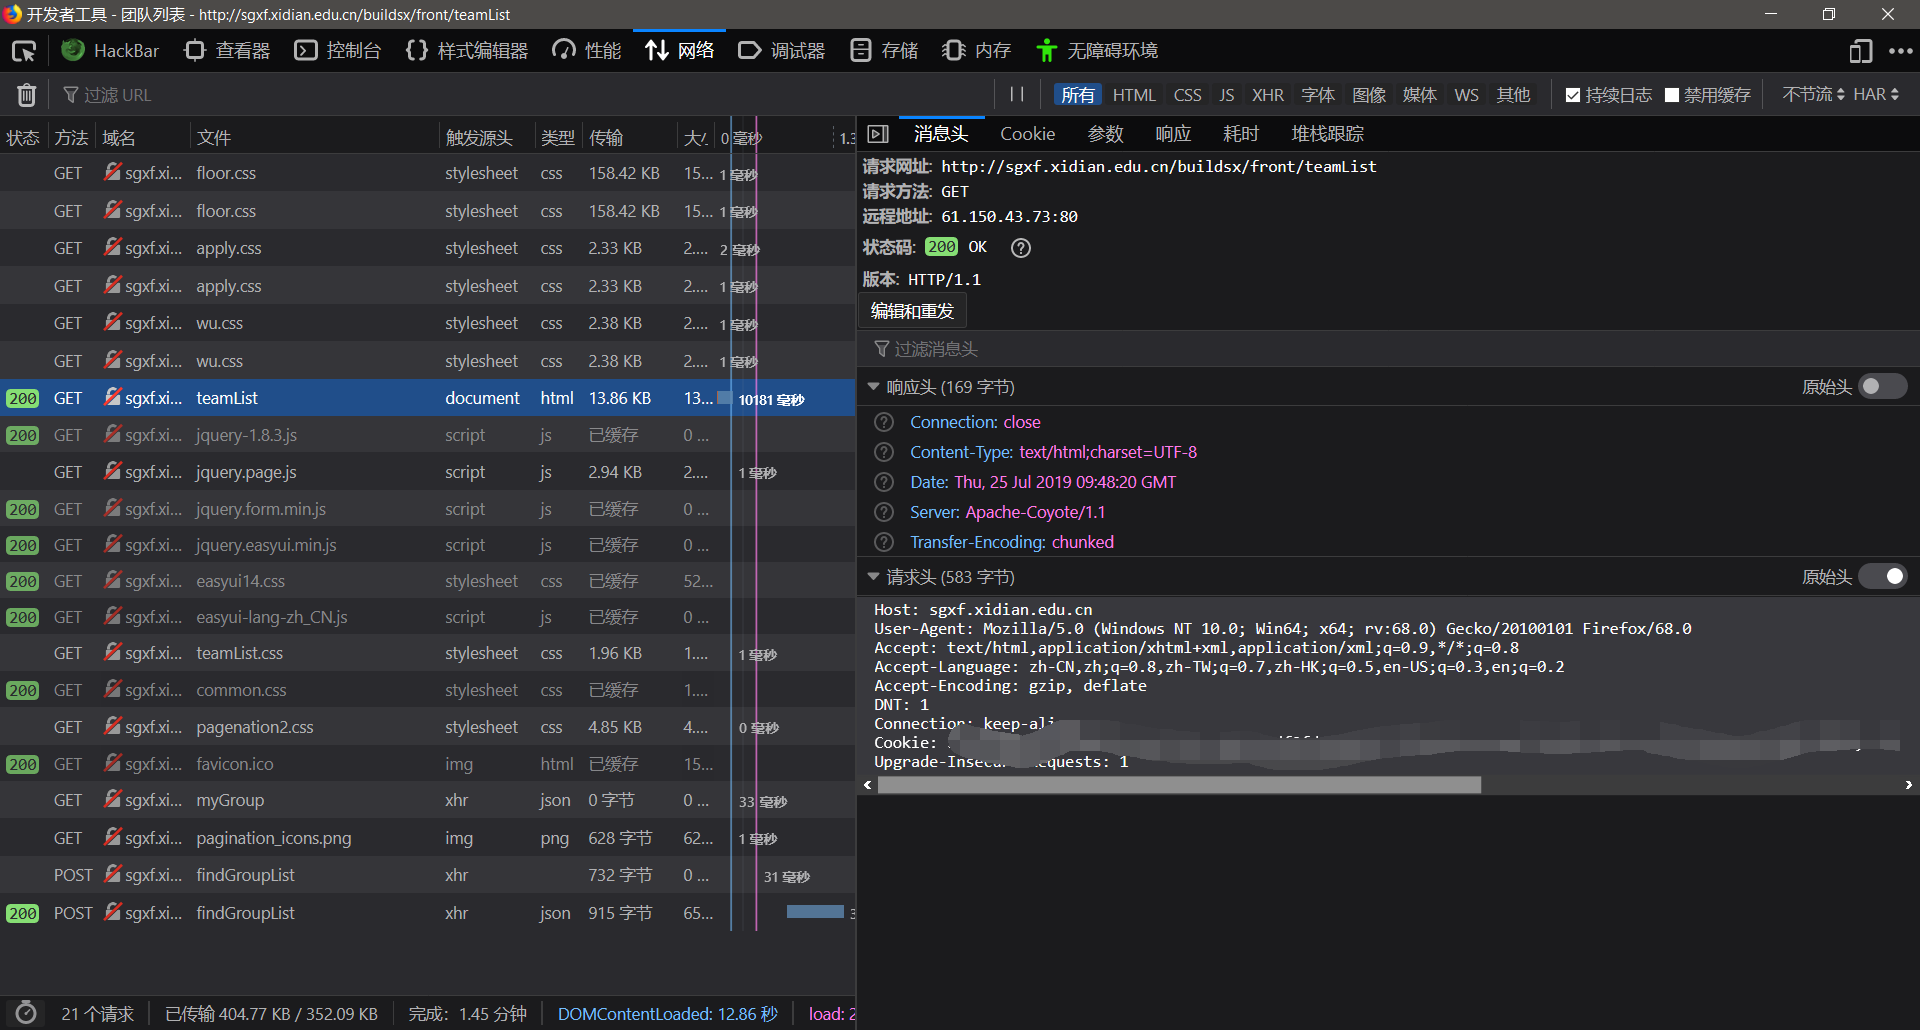 开发者工具 - 团队列表 - http://sgxf.xidian.edu.cn/buildsx/front/teamList
HackBar 查看器 控制台 样式编辑器 性能 网络 调试器 存储 内存 无障碍环境
过滤 URL 所有 HTML CSS JS XHR 字体 图像 媒体 WS 其他 持续日志 禁用缓存 不节流 HAR
状态 方法 域名 文件 触发源头 类型 传输 0 毫秒 1.3
GET sgxf.xi... floor.css stylesheet css 158.42 KB 15... 1 毫秒
GET sgxf.xi... floor.css stylesheet css 158.42 KB 15... 1 毫秒
GET sgxf.xi... apply.css stylesheet css 2.33 KB 2.... 2 毫秒
GET sgxf.xi... apply.css stylesheet css 2.33 KB 2.... 1 毫秒
GET sgxf.xi... wu.css stylesheet css 2.38 KB 2.... 1 毫秒
GET sgxf.xi... wu.css stylesheet css 2.38 KB 2.... 1 毫秒
200 GET sgxf.xi... teamList document html 13.86 KB 13... 10181 毫秒
200 GET sgxf.xi... jquery-1.8.3.js script js 已缓存 0 ...
GET sgxf.xi... jquery.page.js script js 2.94 KB 2.... 1 毫秒
200 GET sgxf.xi... jquery.form.min.js script js 已缓存 0 ...
200 GET sgxf.xi... jquery.easyui.min.js script js 已缓存 0 ...
200 GET sgxf.xi... easyui14.css stylesheet css 已缓存 52...
200 GET sgxf.xi... easyui-lang-zh_CN.js script js 已缓存 0 ...
GET sgxf.xi... teamList.css stylesheet css 1.96 KB 1.... 1 毫秒
200 GET sgxf.xi... common.css stylesheet css 已缓存 1....
GET sgxf.xi... pagenation2.css stylesheet css 4.85 KB 4.... 0 毫秒
200 GET sgxf.xi... favicon.ico img html 已缓存 15...
GET sgxf.xi... myGroup xhr json 0 字节 0 ... 33 毫秒
GET sgxf.xi... pagination_icons.png img png 628 字节 62... 1 毫秒
POST sgxf.xi... findGroupList xhr 732 字节 0 ... 31 毫秒
200 POST sgxf.xi... findGroupList xhr json 915 字节 65... 3
21 个请求 已传输 404.77 KB / 352.09 KB 完成：1.45 分钟 DOMContentLoaded: 12.86 秒 load: 2
消息头 Cookie 参数 响应 耗时 堆栈跟踪
请求网址: http://sgxf.xidian.edu.cn/buildsx/front/teamList
请求方法: GET
远程地址: 61.150.43.73:80
状态码: 200 OK
版本: HTTP/1.1
编辑和重发
过滤消息头
响应头 (169 字节) 原始头
Connection: close
Content-Type: text/html;charset=UTF-8
Date: Thu, 25 Jul 2019 09:48:20 GMT
Server: Apache-Coyote/1.1
Transfer-Encoding: chunked
请求头 (583 字节) 原始头
Host: sgxf.xidian.edu.cn
User-Agent: Mozilla/5.0 (Windows NT 10.0; Win64; x64; rv:68.0) Gecko/20100101 Firefox/68.0
Accept: text/html,application/xhtml+xml,application/xml;q=0.9,*/*;q=0.8
Accept-Language: zh-CN,zh;q=0.8,zh-TW;q=0.7,zh-HK;q=0.5,en-US;q=0.3,en;q=0.2
Accept-Encoding: gzip, deflate
DNT: 1
Connection: keep-ali
Cookie:
Upgrade-Insecu equests: 1